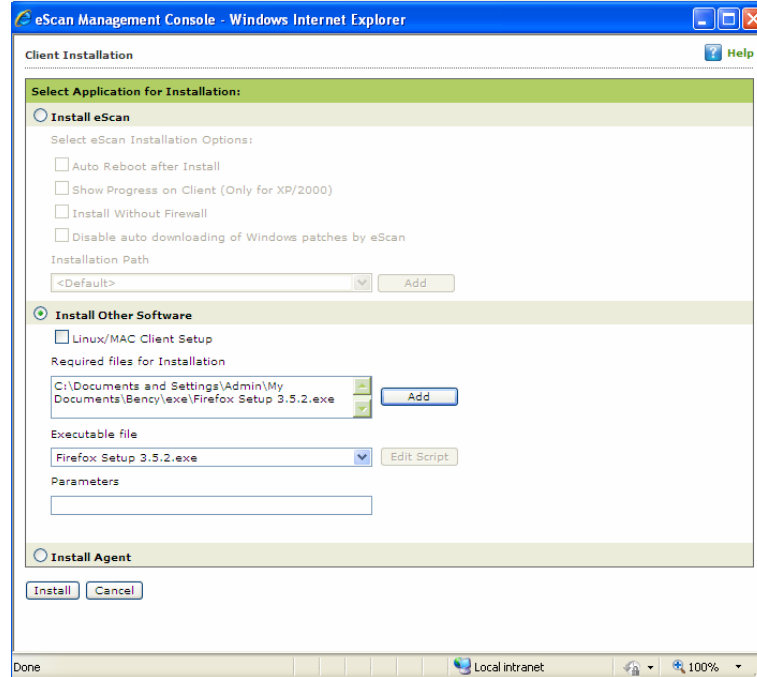 eScan Management Console - Windows Internet Explorer
Client Installation
Help
Select Application for Installation:
Install eScan
Select eScan Installation Options:
Auto Reboot after Install
Show Progress on Client (Only for XP/2000)
Install Without Firewall
Disable auto downloading of Windows patches by eScan
Installation Path
<Default>
Add
Install Other Software
Linux/MAC Client Setup
Required files for Installation
C:\Documents and Settings\Admin\My
Documents\Bency\exe\Firefox Setup 3.5.2.exe
Add
Executable file
Firefox Setup 3.5.2.exe
Edit Script
Parameters
Install Agent
Install
Cancel
Done
Local intranet
100%